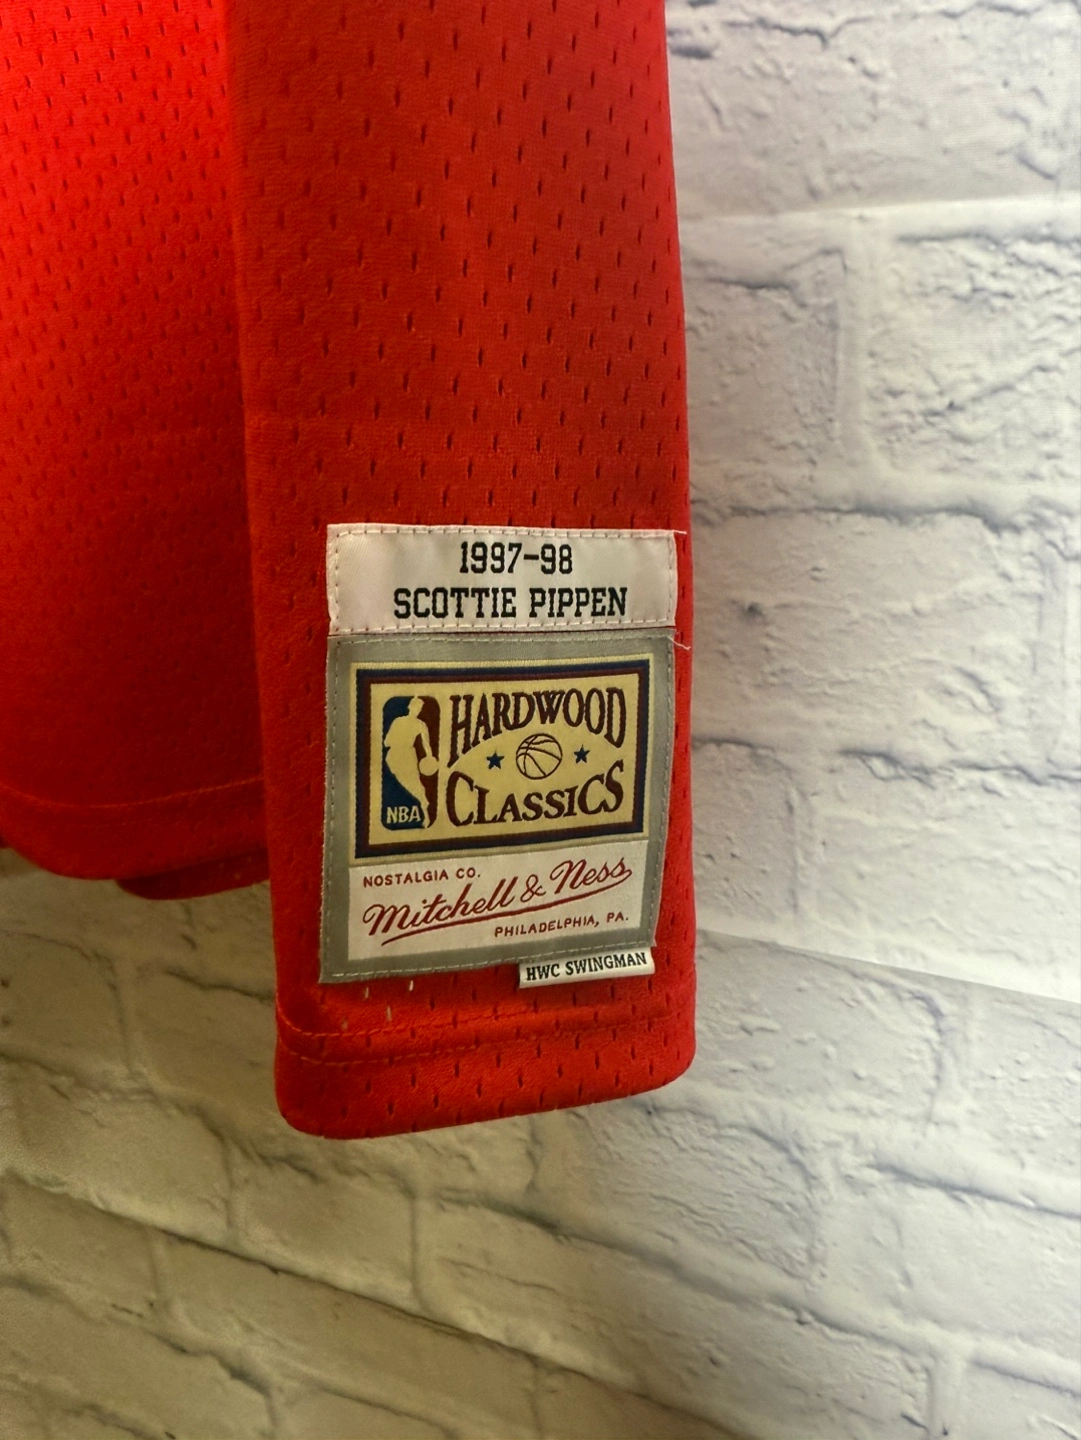 1997-98
SCOTTIE PIPPEN
HARDWOOD
CLASSICS
NBA
NOSTALGIA CO.
Mitchell & Ness
PHILADELPHIA, PA.
HWC SWINGMAN